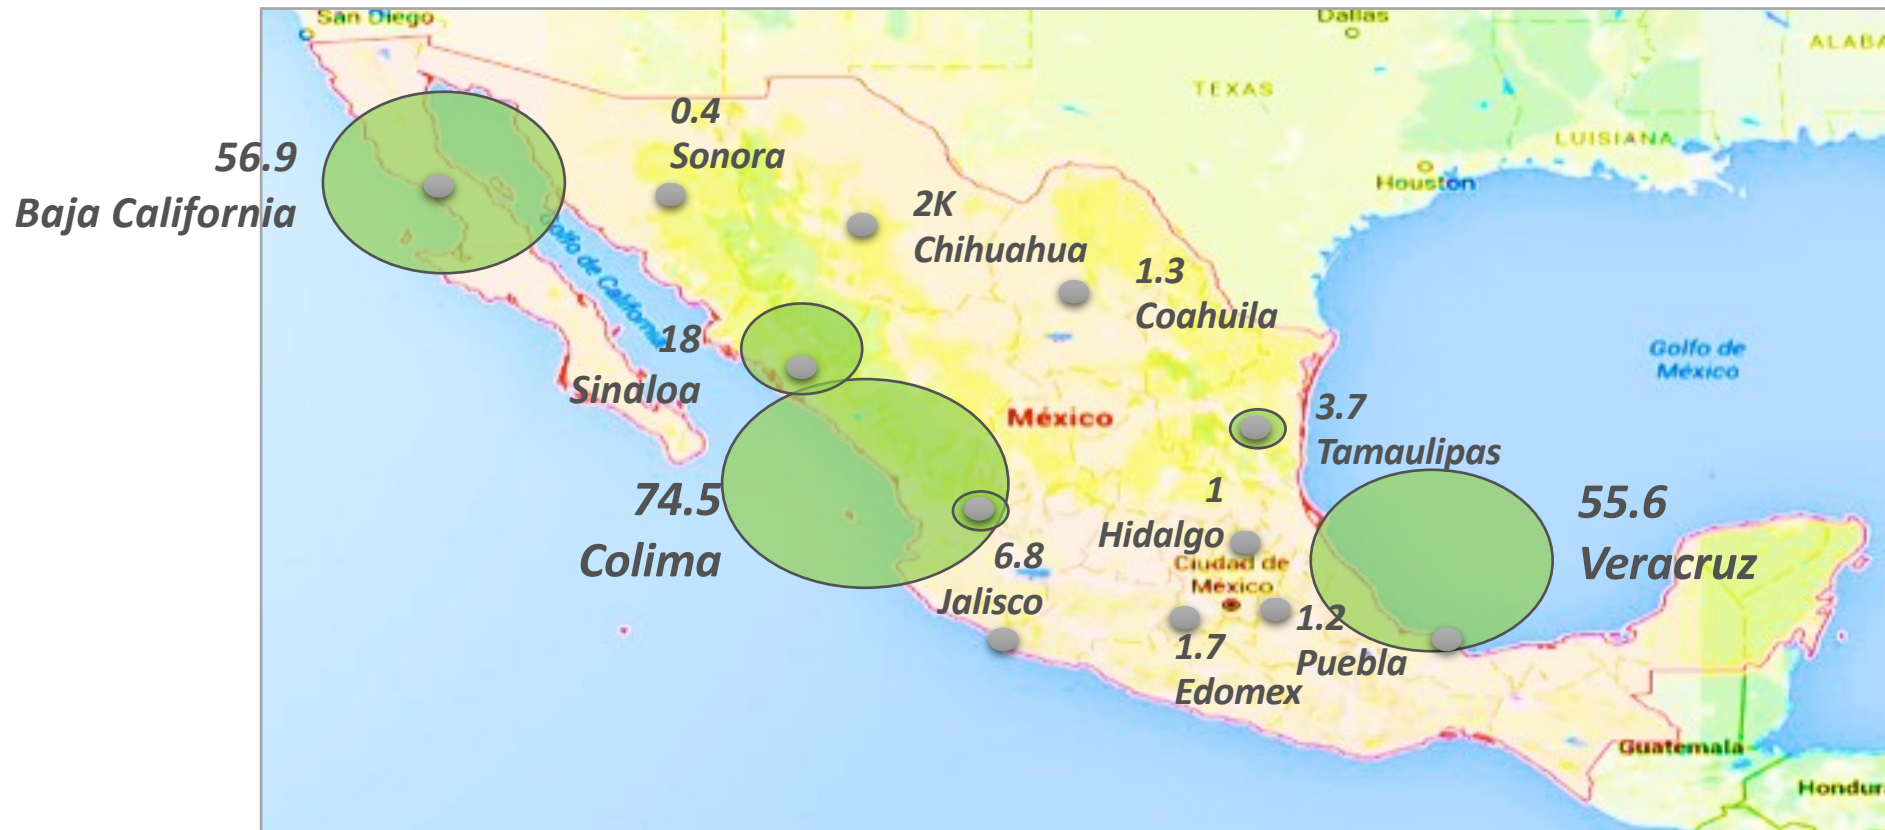 San Diego
Dallas
ALABA
TEXAS
0.4
Sonora
LUISIANA
56.9
Baja California
Houston
2K
Chihuahua
Golfo de California
1.3
Coahuila
18
Sinaloa
Golfo de
México
México
3.7
Tamaulipas
74.5
Colima
1
Hidalgo
55.6
Veracruz
6.8
Jalisco
Ciudad de
México
1.2
Puebla
1.7
Edomex
Guatemala
Hondur